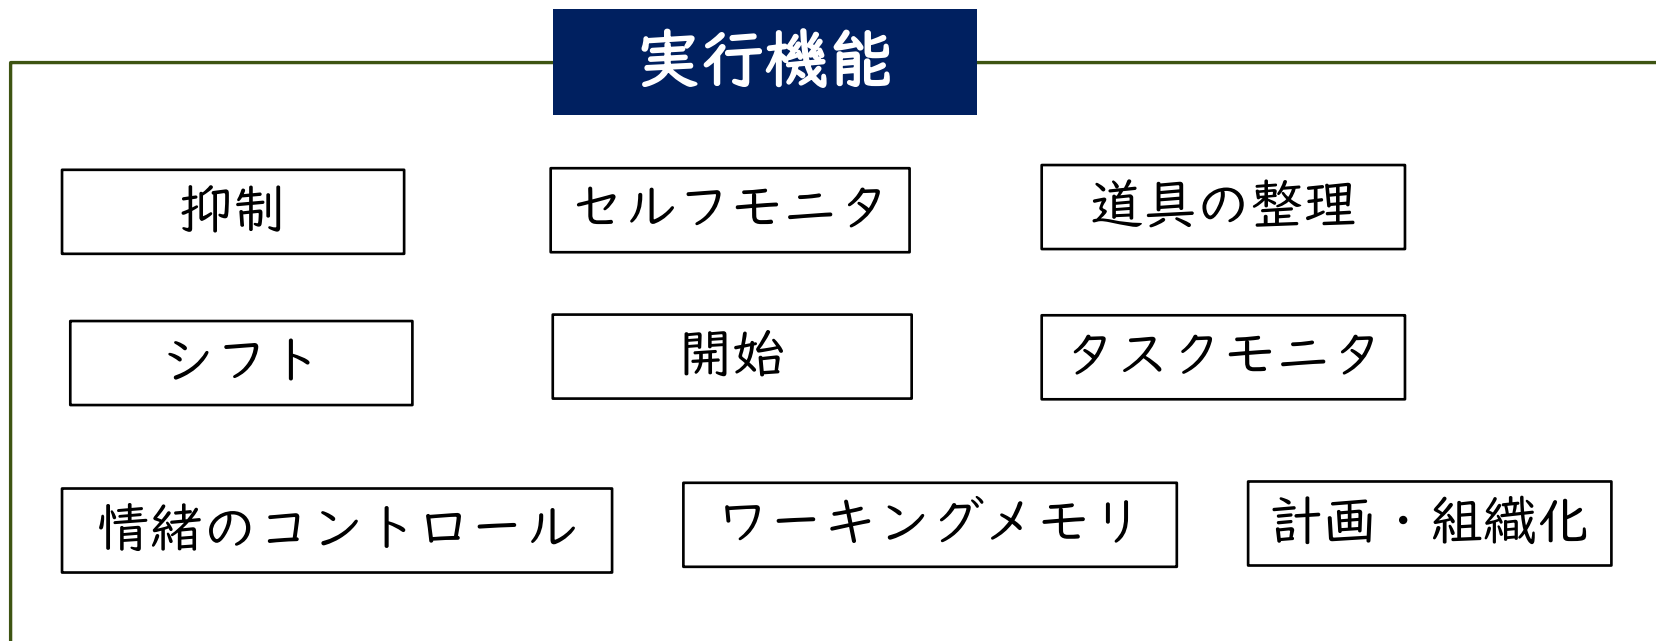 実行機能
抑制
セルフモニタ
道具の整理
シフト
開始
タスクモニタ
情緒のコントロール
ワーキングメモリ
計画・組織化